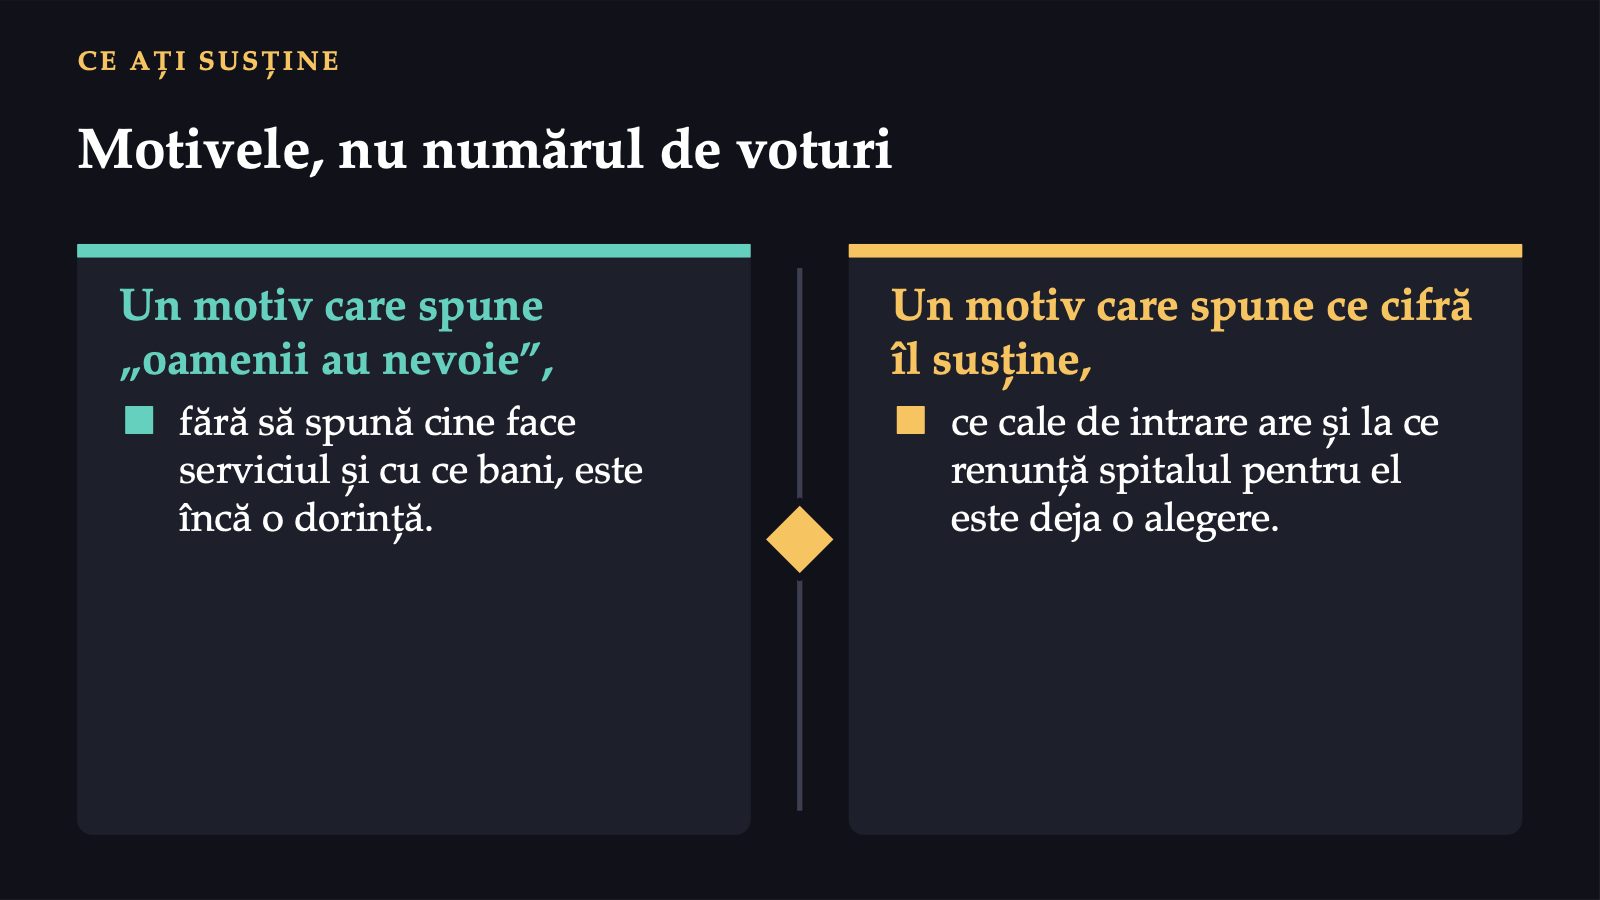 CE AȚI SUSȚINE
Motivele, nu numărul de voturi
Un motiv care spune
„oamenii au nevoie”,
fără să spună cine face
serviciul și cu ce bani, este
încă o dorință.
Un motiv care spune ce cifră
îl susține,
ce cale de intrare are și la ce
renunță spitalul pentru el
este deja o alegere.